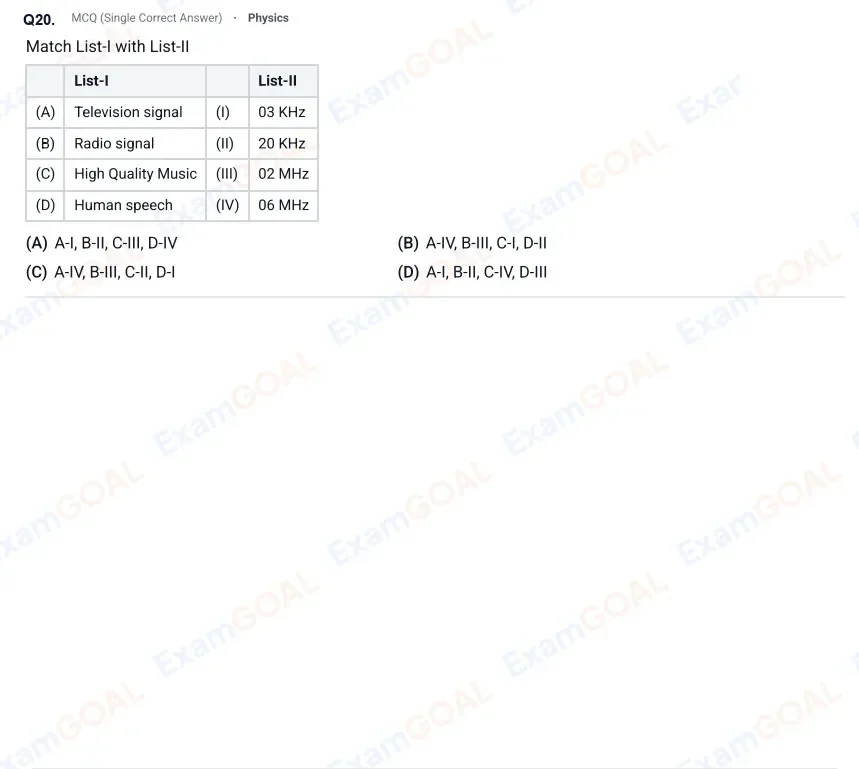 Q20. MCQ (Single Correct Answer) · Physics
Match List-I with List-II
List-I List-II
(A) Television signal (I) 03 KHz
(B) Radio signal (II) 20 KHz
(C) High Quality Music (III) 02 MHz
(D) Human speech (IV) 06 MHz
(A) A-I, B-II, C-III, D-IV (B) A-IV, B-III, C-I, D-II
(C) A-IV, B-III, C-II, D-I (D) A-I, B-II, C-IV, D-III
ExamGOAL